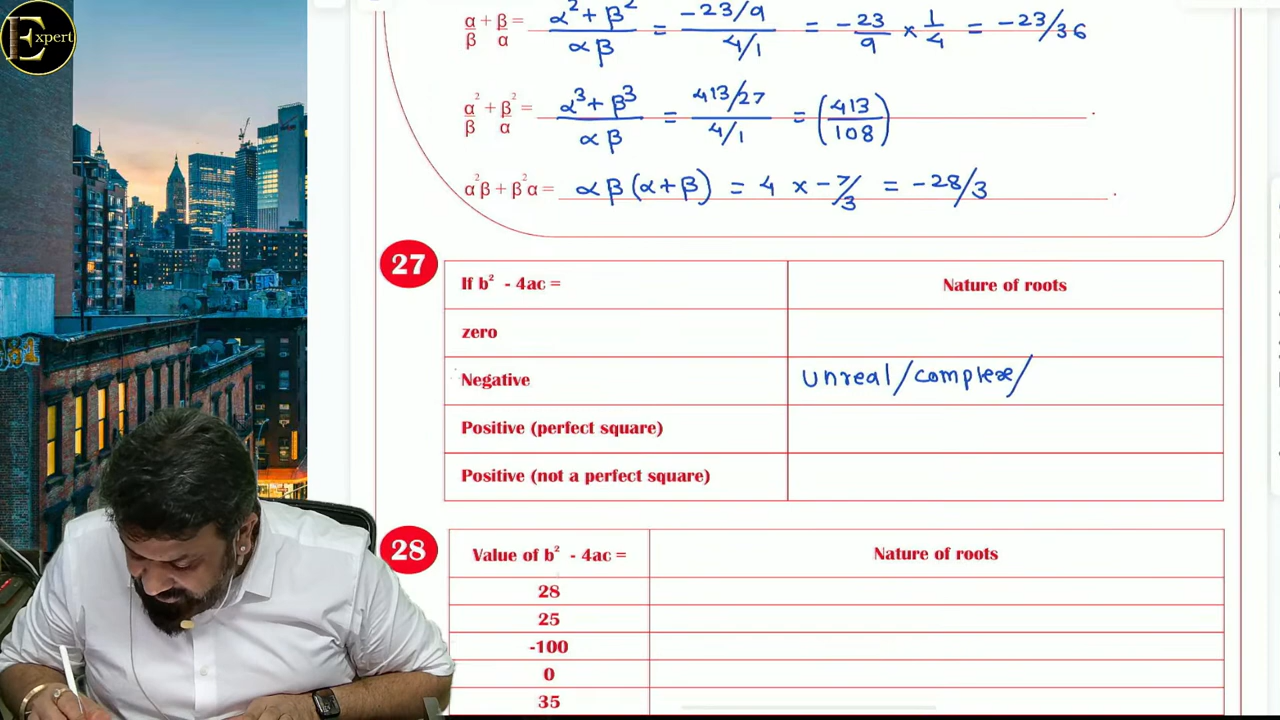 Expert
α/β + β/α = α² + β² / αβ = -23/9 / 4/1 = -23/9 × 1/4 = -23/36
α²/β + β²/α = α³ + β³ / αβ = 413/27 / 4/1 = (413/108)
α²β + β²α = αβ(α+β) = 4 × -7/3 = -28/3
27
If b² - 4ac = Nature of roots
zero
Negative Unreal/complexe/
Positive (perfect square)
Positive (not a perfect square)
28
Value of b² - 4ac = Nature of roots
28
25
-100
0
35